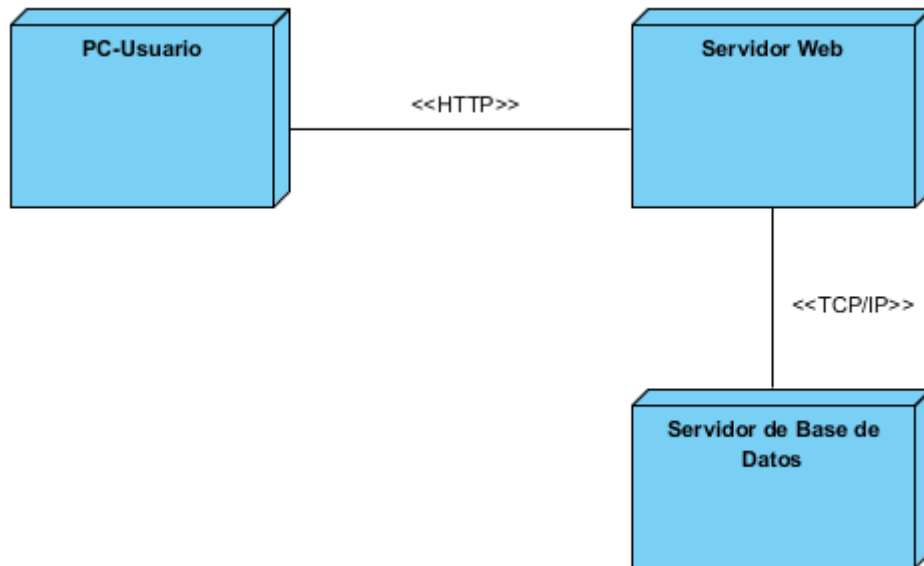 PC-Usuario
Servidor Web
<<HTTP>>
<<TCP/IP>>
Servidor de Base de
Datos